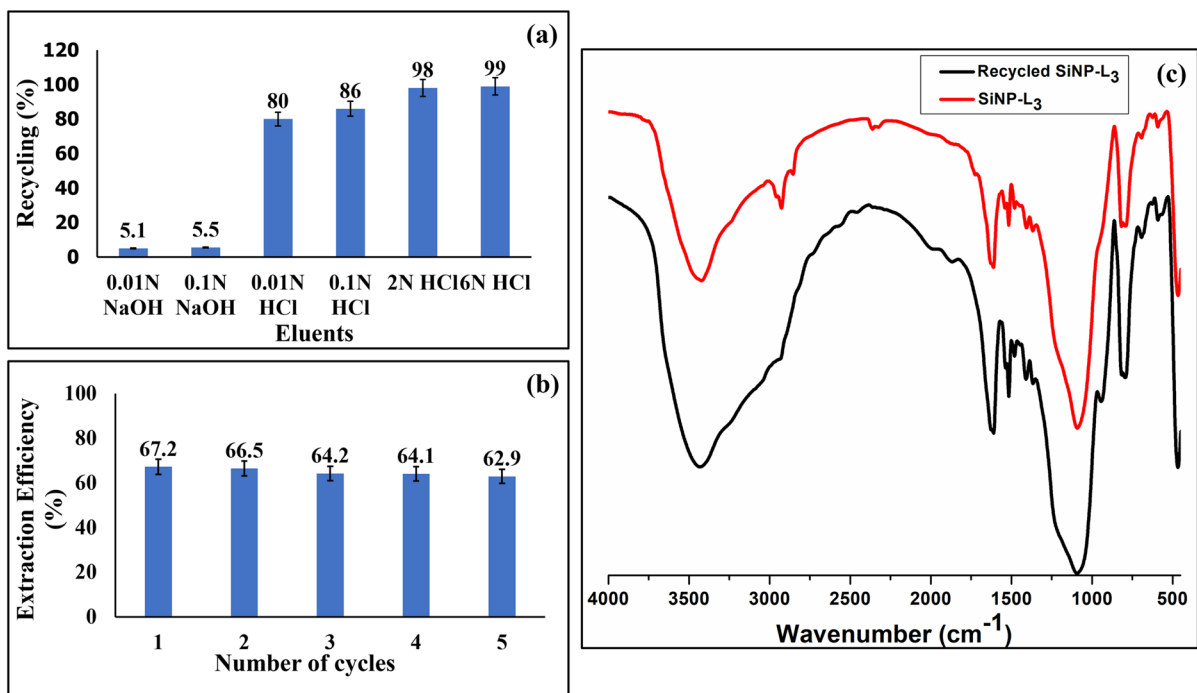 (a)
Recycling (%)
120
100
80
60
40
20
0
5.1
5.5
80
86
98
99
0.01N NaOH
0.1N NaOH
0.01N HCl
0.1N HCl
2N HCl
6N HCl
Eluents
(b)
Extraction Efficiency
(%)
100
80
60
40
20
0
67.2
66.5
64.2
64.1
62.9
1 2 3 4 5
Number of cycles
(c)
Recycled SiNP-L₃
SiNP-L₃
4000 3500 3000 2500 2000 1500 1000 500
Wavenumber (cm⁻¹)